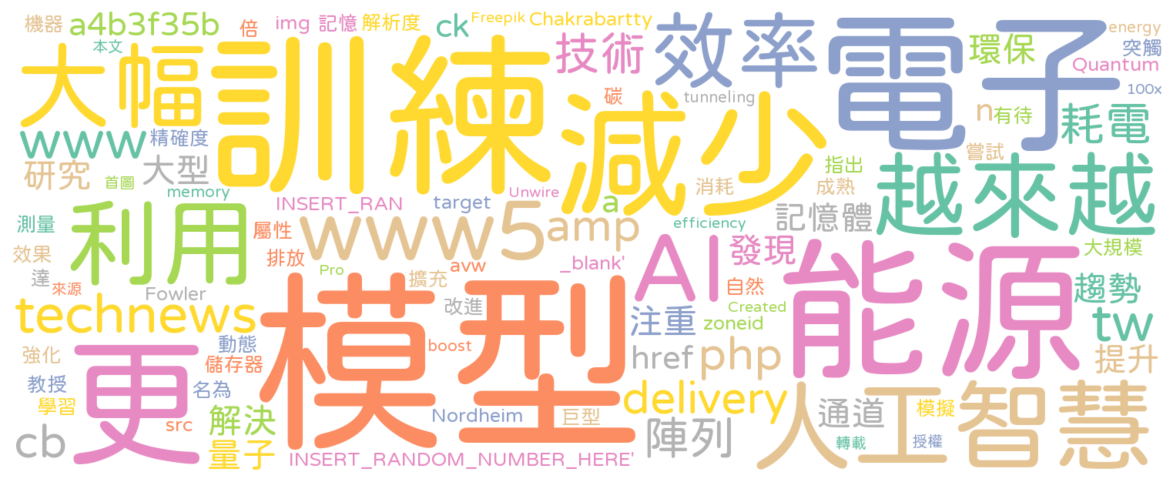 機器 a4b3f35b 倍 img 記憶 解析度 ck Freepik Chakrabartty 技術 效率 電子 環保 energy
本文 突觸
大幅 訓練 減少 碳 tunneling Quantum
100x
www 精確度 n 有待 耗電
研究 首圖 大型 memory INSERT_RAN target Unwire a 消耗 成熟 指出 嘗試 越來越
測量 利用 屬性 www 5 amp efficiency 記憶體
效果 排放 _blank' AI 發現 大規模
達 來源 Fowler Pro avw 擴充 自然 能源 趨勢
technews 模型 改進 注重 zoneid Created tw
強化 更 動態 儲存器 boost href php 提升
教授 名為
學習 src 解決 Nordheim 巨型 delivery 人工智慧 通道 模擬
cb 量子 INSERT_RANDOM_NUMBER_HERE' 陣列 轉載 授權